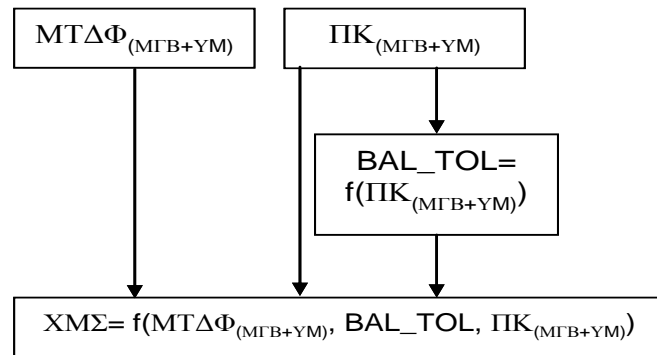 ΜΤΔΦ(ΜΓΒ+ΥΜ)
ΠΚ(ΜΓΒ+ΥΜ)
BAL_TOL=
f(ΠΚ(ΜΓΒ+ΥΜ))
ΧΜΣ= f(ΜΤΔΦ(ΜΓΒ+ΥΜ), BAL_TOL, ΠΚ(ΜΓΒ+ΥΜ))